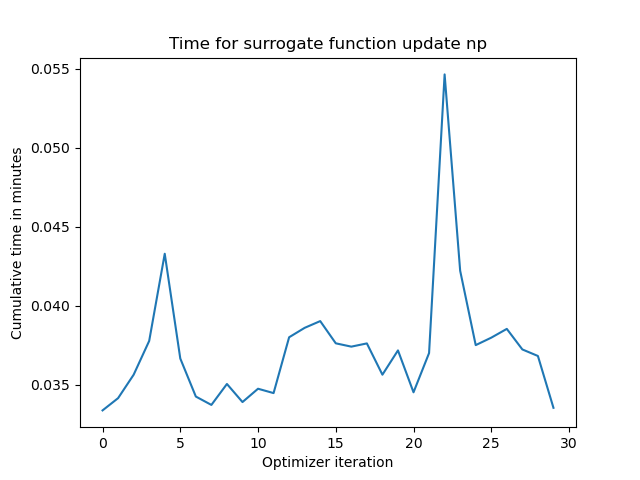 Time for surrogate function update np
0.055
0.050
0.045
0.040
0.035
Cumulative time in minutes
0 5 10 15 20 25 30
Optimizer iteration